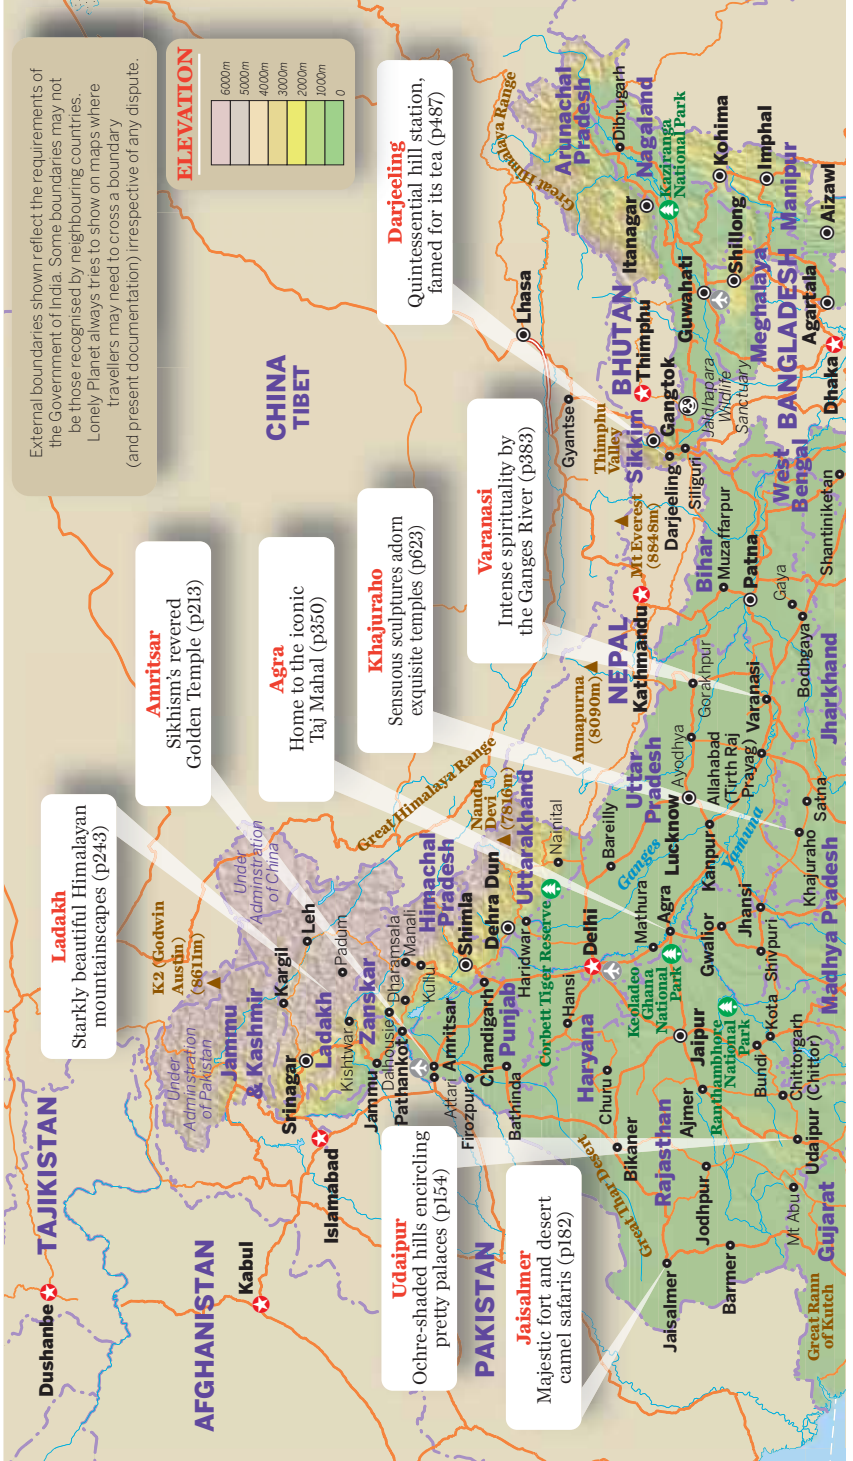 External boundaries shown reflect the requirements of
the Government of India. Some boundaries may not
be those recognised by neighbouring countries.
Lonely Planet always tries to show on maps where
travellers may need to cross a boundary
(and present documentation) irrespective of any dispute.
ELEVATION
6000m
5000m
4000m
3000m
2000m
1000m
0
Ladakh
Starkly beautiful Himalayan
mountainscapes (p243)
Amritsar
Sikhism's revered
Golden Temple (p213)
Agra
Home to the iconic
Taj Mahal (p350)
Khajuraho
Sensuous sculptures adorn
exquisite temples (p623)
Varanasi
Intense spirituality by
the Ganges River (p383)
Darjeeling
Quintessential hill station,
famed for its tea (p487)
Udaipur
Ochre-shaded hills encircling
pretty palaces (p154)
Jaisalmer
Majestic fort and desert
camel safaris (p182)
Dushanbe
TAJIKISTAN
AFGHANISTAN
Kabul
Islamabad
PAKISTAN
CHINA
TIBET
K2 (Godwin
Austin)
(8611m)
Under
Adminstration
of Pakistan
Under
Adminstration
of China
Jammu
& Kashmir
Srinagar
Kargil
Leh
Ladakh
Padum
Zanskar
Kishtwar
Jammu
Dalhousie
Dharamsala
Manali
Pathankot
Kullu
Himachal
Pradesh
Attari
Amritsar
Firozpur
Shimla
Chandigarh
Punjab
Bathinda
Dehra Dun
Haridwar
Uttarakhand
Nanda
Devi
(7816m)
Great Himalaya Range
Nainital
Corbett Tiger Reserve
Hansi
Haryana
Delhi
Bareilly
Churu
Great Thar Desert
Bikaner
Rajasthan
Jaisalmer
Jodhpur
Barmer
Ajmer
Jaipur
Keoladeo
Ghana
National
Park
Mathura
Agra
Ganges
Yamuna
Lucknow
Kanpur
Uttar
Pradesh
Ayodhya
Gorakhpur
Allahabad
(Tirth Raj
Prayag)
Varanasi
Gwalior
Jhansi
Shivpuri
Ranthambhore
National
Park
Kota
Bundi
Chittorgarh
(Chittor)
Udaipur
Mt Abu
Gujarat
Great Rann
of Kutch
Madhya Pradesh
Khajuraho
Satna
Annapurna
(8090m)
NEPAL
Kathmandu
Mt Everest
(8848m)
Lhasa
Gyantse
Thimphu
Valley
Sikkim
Gangtok
Darjeeling
Siliguri
BHUTAN
Thimphu
Jaldhapara
Wildlife
Sanctuary
Bihar
Muzaffarpur
Patna
Gaya
Bodhgaya
Jharkhand
West
Bengal
Shantiniketan
BANGLADESH
Dhaka
Great Himalaya Range
Arunachal
Pradesh
Dibrugarh
Itanagar
Nagaland
Kaziranga
National Park
Kohima
Guwahati
Shillong
Meghalaya
Imphal
Manipur
Agartala
Aizawl